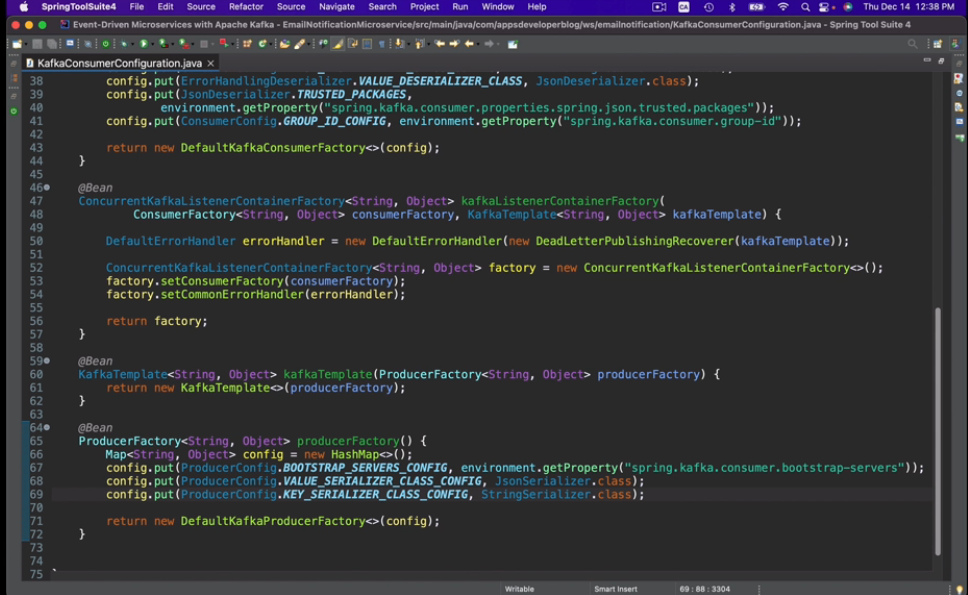 SpringToolSuite4 File Edit Source Refactor Source Navigate Search Project Run Window Help CA Thu Dec 14 12:38 PM
Event-Driven Microservices with Apache Kafka - EmailNotificationMicroservice/src/main/java/com/appsdeveloperblog/ws/emailnotification/KafkaConsumerConfiguration.java - Spring Tool Suite 4
KafkaConsumerConfiguration.java
38 config.put(ErrorHandlingDeserializer.VALUE_DESERIALIZER_CLASS, JsonDeserializer.class);
39 config.put(JsonDeserializer.TRUSTED_PACKAGES,
40 environment.getProperty("spring.kafka.consumer.properties.spring.json.trusted.packages"));
41 config.put(ConsumerConfig.GROUP_ID_CONFIG, environment.getProperty("spring.kafka.consumer.group-id"));
42
43 return new DefaultKafkaConsumerFactory<>(config);
44 }
45
46 @Bean
47 ConcurrentKafkaListenerContainerFactory<String, Object> kafkaListenerContainerFactory(
48 ConsumerFactory<String, Object> consumerFactory, KafkaTemplate<String, Object> kafkaTemplate) {
49
50 DefaultErrorHandler errorHandler = new DefaultErrorHandler(new DeadLetterPublishingRecoverer(kafkaTemplate));
51
52 ConcurrentKafkaListenerContainerFactory<String, Object> factory = new ConcurrentKafkaListenerContainerFactory<>();
53 factory.setConsumerFactory(consumerFactory);
54 factory.setCommonErrorHandler(errorHandler);
55
56 return factory;
57 }
58
59 @Bean
60 KafkaTemplate<String, Object> kafkaTemplate(ProducerFactory<String, Object> producerFactory) {
61 return new KafkaTemplate<>(producerFactory);
62 }
63
64 @Bean
65 ProducerFactory<String, Object> producerFactory() {
66 Map<String, Object> config = new HashMap<>();
67 config.put(ProducerConfig.BOOTSTRAP_SERVERS_CONFIG, environment.getProperty("spring.kafka.consumer.bootstrap-servers"));
68 config.put(ProducerConfig.VALUE_SERIALIZER_CLASS_CONFIG, JsonSerializer.class);
69 config.put(ProducerConfig.KEY_SERIALIZER_CLASS_CONFIG, StringSerializer.class);
70
71 return new DefaultKafkaProducerFactory<>(config);
72 }
73
74
75
Writable Smart Insert 69 : 88 : 3304